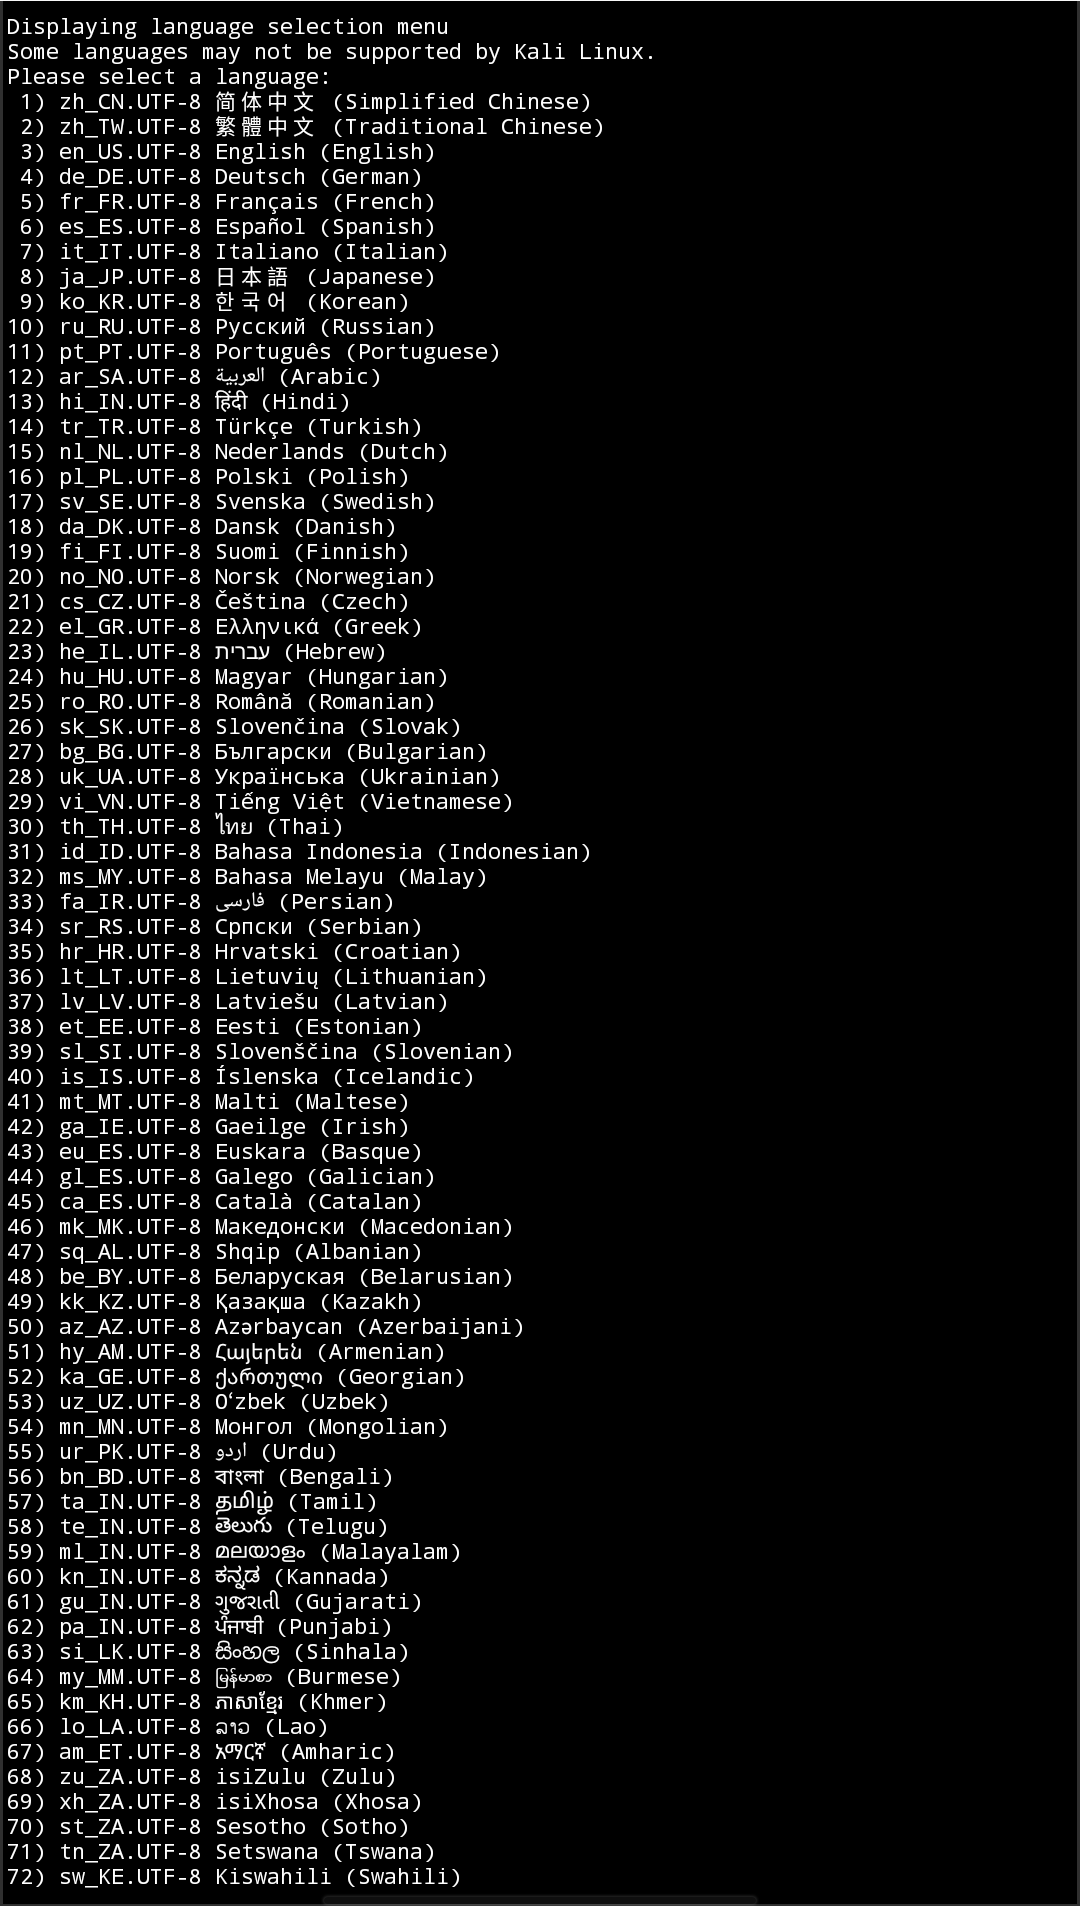 Displaying language selection menu
Some languages may not be supported by Kali Linux.
Please select a language:
1) zh_CN.UTF-8 简体中文 (Simplified Chinese)
2) zh_TW.UTF-8 繁體中文 (Traditional Chinese)
3) en_US.UTF-8 English (English)
4) de_DE.UTF-8 Deutsch (German)
5) fr_FR.UTF-8 Français (French)
6) es_ES.UTF-8 Español (Spanish)
7) it_IT.UTF-8 Italiano (Italian)
8) ja_JP.UTF-8 日本語 (Japanese)
9) ko_KR.UTF-8 한국어 (Korean)
10) ru_RU.UTF-8 Русский (Russian)
11) pt_PT.UTF-8 Português (Portuguese)
12) ar_SA.UTF-8 العربية (Arabic)
13) hi_IN.UTF-8 हिंदी (Hindi)
14) tr_TR.UTF-8 Türkçe (Turkish)
15) nl_NL.UTF-8 Nederlands (Dutch)
16) pl_PL.UTF-8 Polski (Polish)
17) sv_SE.UTF-8 Svenska (Swedish)
18) da_DK.UTF-8 Dansk (Danish)
19) fi_FI.UTF-8 Suomi (Finnish)
20) no_NO.UTF-8 Norsk (Norwegian)
21) cs_CZ.UTF-8 Čeština (Czech)
22) el_GR.UTF-8 Ελληνικά (Greek)
23) he_IL.UTF-8 עברית (Hebrew)
24) hu_HU.UTF-8 Magyar (Hungarian)
25) ro_RO.UTF-8 Română (Romanian)
26) sk_SK.UTF-8 Slovenčina (Slovak)
27) bg_BG.UTF-8 Български (Bulgarian)
28) uk_UA.UTF-8 Українська (Ukrainian)
29) vi_VN.UTF-8 Tiếng Việt (Vietnamese)
30) th_TH.UTF-8 ไทย (Thai)
31) id_ID.UTF-8 Bahasa Indonesia (Indonesian)
32) ms_MY.UTF-8 Bahasa Melayu (Malay)
33) fa_IR.UTF-8 فارسی (Persian)
34) sr_RS.UTF-8 Српски (Serbian)
35) hr_HR.UTF-8 Hrvatski (Croatian)
36) lt_LT.UTF-8 Lietuvių (Lithuanian)
37) lv_LV.UTF-8 Latviešu (Latvian)
38) et_EE.UTF-8 Eesti (Estonian)
39) sl_SI.UTF-8 Slovenščina (Slovenian)
40) is_IS.UTF-8 Íslenska (Icelandic)
41) mt_MT.UTF-8 Malti (Maltese)
42) ga_IE.UTF-8 Gaeilge (Irish)
43) eu_ES.UTF-8 Euskara (Basque)
44) gl_ES.UTF-8 Galego (Galician)
45) ca_ES.UTF-8 Català (Catalan)
46) mk_MK.UTF-8 Македонски (Macedonian)
47) sq_AL.UTF-8 Shqip (Albanian)
48) be_BY.UTF-8 Беларуская (Belarusian)
49) kk_KZ.UTF-8 Қазақша (Kazakh)
50) az_AZ.UTF-8 Azərbaycan (Azerbaijani)
51) hy_AM.UTF-8 Հայերեն (Armenian)
52) ka_GE.UTF-8 ქართული (Georgian)
53) uz_UZ.UTF-8 Oʻzbek (Uzbek)
54) mn_MN.UTF-8 Монгол (Mongolian)
55) ur_PK.UTF-8 اردو (Urdu)
56) bn_BD.UTF-8 বাংলা (Bengali)
57) ta_IN.UTF-8 தமிழ் (Tamil)
58) te_IN.UTF-8 తెలుగు (Telugu)
59) ml_IN.UTF-8 മലയാളം (Malayalam)
60) kn_IN.UTF-8 ಕನ್ನಡ (Kannada)
61) gu_IN.UTF-8 ગુજરાતી (Gujarati)
62) pa_IN.UTF-8 ਪੰਜਾਬੀ (Punjabi)
63) si_LK.UTF-8 සිංහල (Sinhala)
64) my_MM.UTF-8 မြန်မာစာ (Burmese)
65) km_KH.UTF-8 ភាសាខ្មែរ (Khmer)
66) lo_LA.UTF-8 ລາວ (Lao)
67) am_ET.UTF-8 አማርኛ (Amharic)
68) zu_ZA.UTF-8 isiZulu (Zulu)
69) xh_ZA.UTF-8 isiXhosa (Xhosa)
70) st_ZA.UTF-8 Sesotho (Sotho)
71) tn_ZA.UTF-8 Setswana (Tswana)
72) sw_KE.UTF-8 Kiswahili (Swahili)